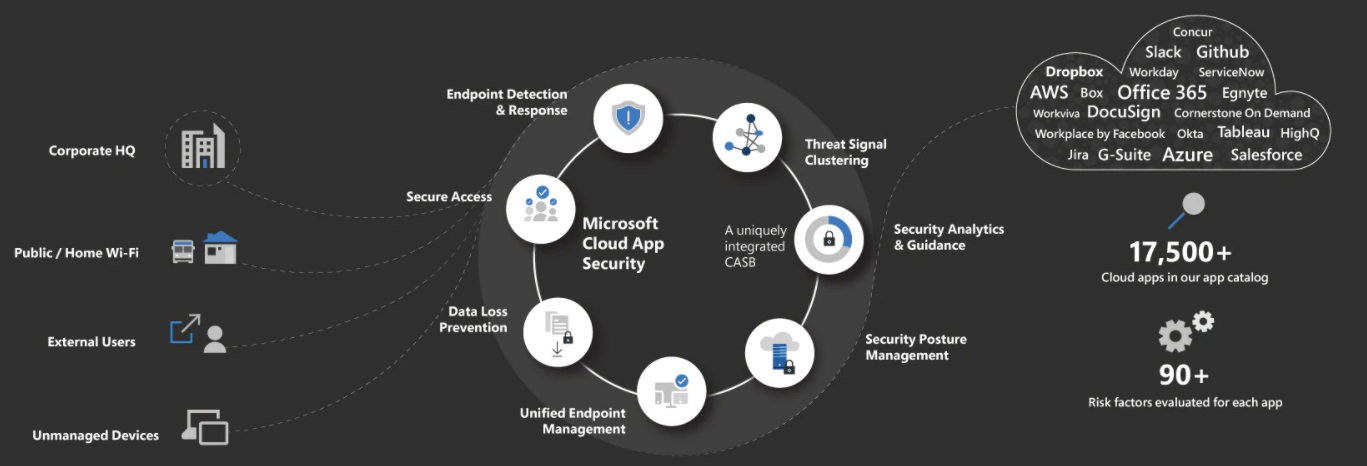 Corporate HQ
Public / Home Wi-Fi
External Users
Unmanaged Devices
Endpoint Detection
& Response
Secure Access
Data Loss
Prevention
Unified Endpoint
Management
Microsoft
Cloud App
Security
A uniquely
integrated
CASB
Threat Signal
Clustering
Security Analytics
& Guidance
Security Posture
Management
Concur
Slack Github
Dropbox Workday ServiceNow
AWS Box Office 365 Egnyte
Workviva DocuSign Cornerstone On Demand
Workplace by Facebook Okta Tableau HighQ
Jira G-Suite Azure Salesforce
17,500+
Cloud apps in our app catalog
90+
Risk factors evaluated for each app